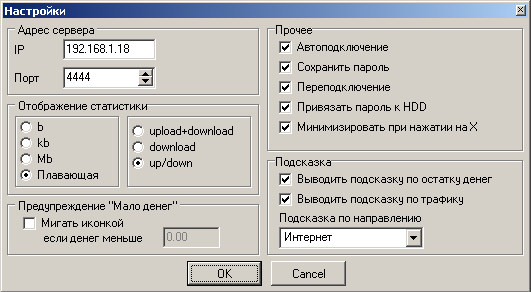 Настройки
Адрес сервера
IP 192.168.1.18
Порт 4444
Отображение статистики
b
kb
Mb
Плавающая
upload+download
download
up/down
Предупреждение "Мало денег"
Мигать иконкой
если денег меньше 0.00
Прочее
Автоподключение
Сохранить пароль
Переподключение
Привязать пароль к HDD
Минимизировать при нажатии на X
Подсказка
Выводить подсказку по остатку денег
Выводить подсказку по трафику
Подсказка по направлению
Интернет
OK
Cancel